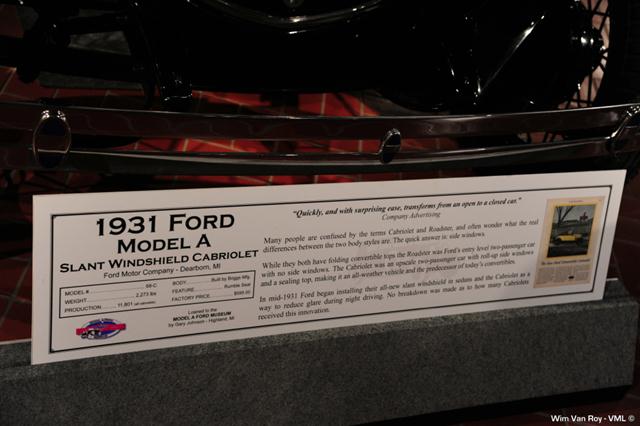 1931 FORD
MODEL A
SLANT WINDSHIELD CABRIOLET
Ford Motor Company - Dearborn, MI
MODEL # 68-C
WEIGHT 2,273 lbs
PRODUCTION 11,801 (all cabriolets)
BODY Built by Briggs Mfg.
FEATURE Rumble Seat
FACTORY PRICE $595.00
Loaned to the
MODEL A FORD MUSEUM
by Gary Johnson - Highland, MI
"Quickly, and with surprising ease, transforms from an open to a closed car."
Company Advertising
Many people are confused by the terms Cabriolet and Roadster, and often wonder what the real
differences between the two body styles are. The quick answer is: side windows.
While they both have folding convertible tops the Roadster was Ford's entry level two-passenger car
with no side windows. The Cabriolet was an upscale two-passenger car with roll-up side windows
and a sealing top, making it an all-weather vehicle and the predecessor of today's convertibles.
In mid-1931 Ford began installing their all-new slant windshield in sedans and the Cabriolet as a
way to reduce glare during night driving. No breakdown was made as to how many Cabriolets
received this innovation.
Wim Van Roy - VML ©